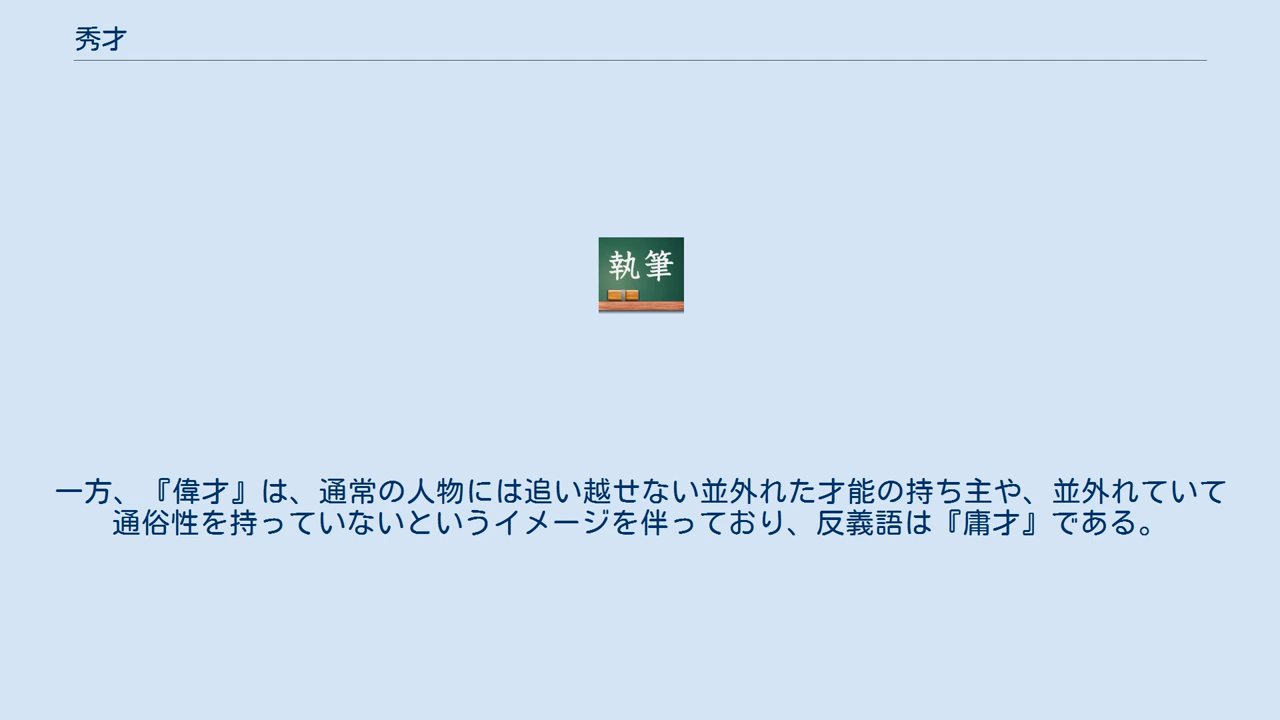 秀才
執筆
一方、『偉才』は、通常の人物には追い越せない並外れた才能の持ち主や、並外れていて
通俗性を持っていないというイメージを伴っており、反義語は『庸才』である。